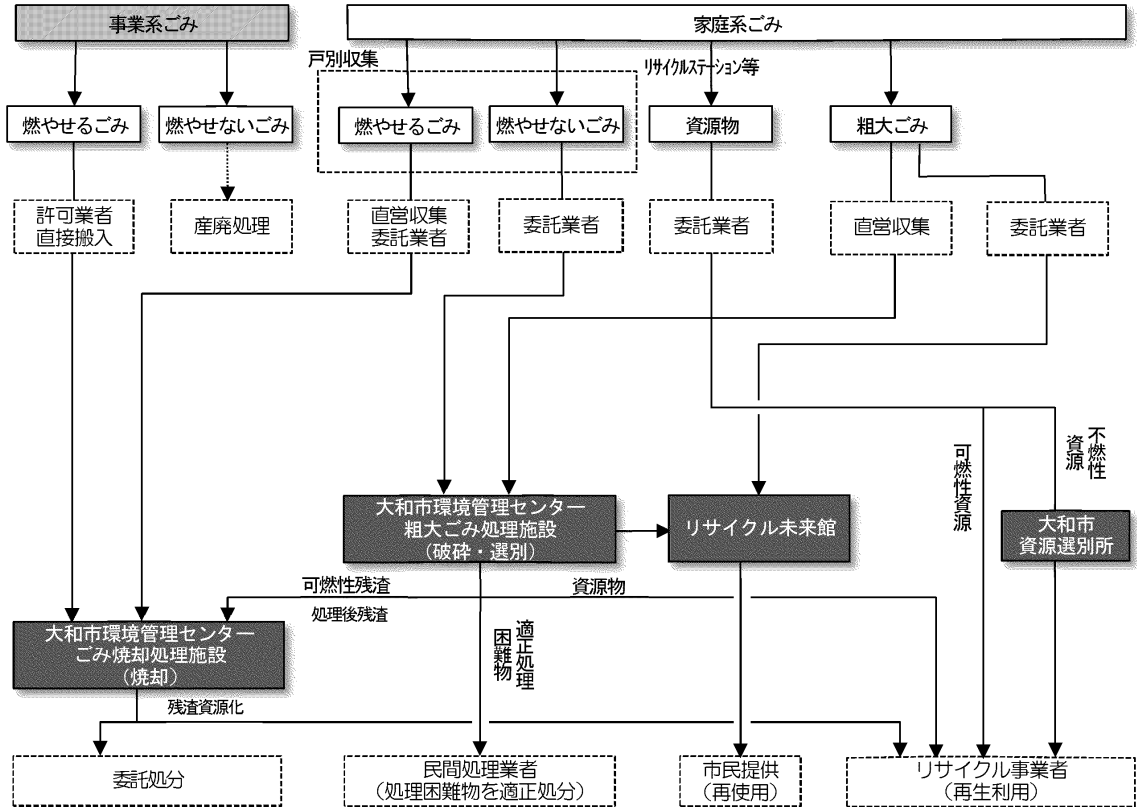 事業系ごみ
家庭系ごみ
戸別収集
リサイクルステーション等
燃やせるごみ
燃やせないごみ
燃やせるごみ
燃やせないごみ
資源物
粗大ごみ
許可業者
直接搬入
産廃処理
直営収集
委託業者
委託業者
委託業者
直営収集
委託業者
不燃性
資源
可燃性資源
大和市環境管理センター
粗大ごみ処理施設
(破砕・選別)
リサイクル未来館
大和市
資源選別所
可燃性残渣
資源物
処理後残渣
適正処理
困難物
大和市環境管理センター
ごみ焼却処理施設
(焼却)
残渣資源化
委託処分
民間処理業者
(処理困難物を適正処分)
市民提供
(再使用)
リサイクル事業者
(再生利用)